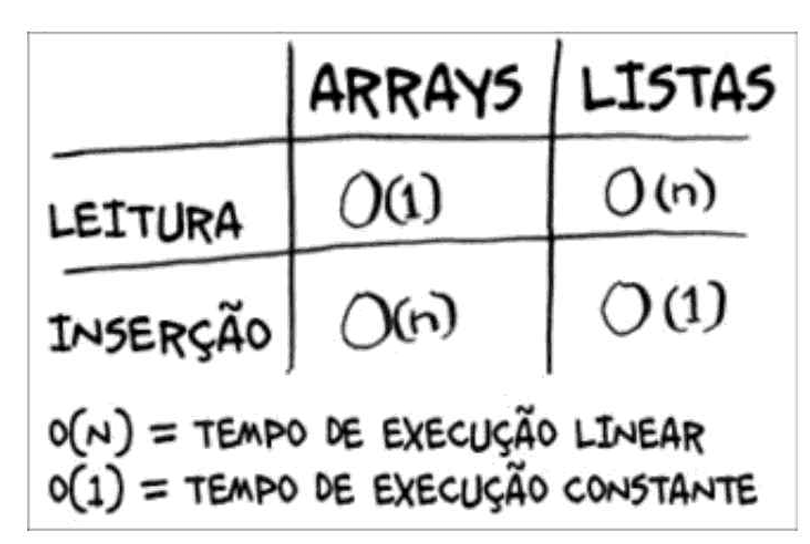 ARRAYS LISTAS
LEITURA O(1) O(n)
INSERÇÃO O(n) O(1)
O(N) = TEMPO DE EXECUÇÃO LINEAR
O(1) = TEMPO DE EXECUÇÃO CONSTANTE